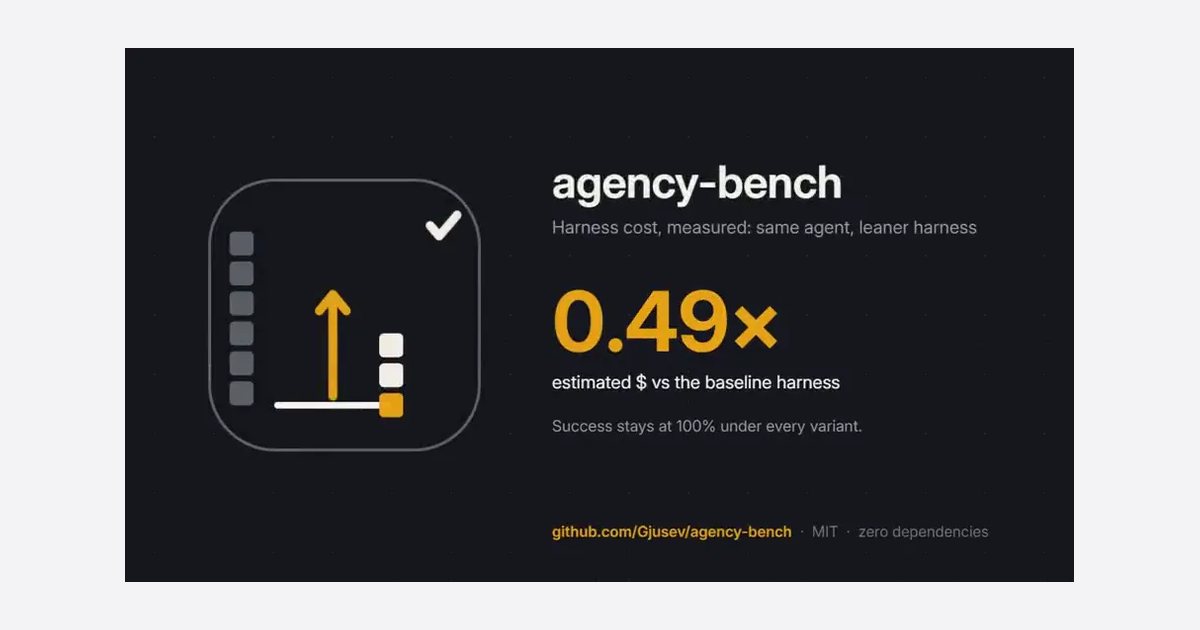 agency-bench
Harness cost, measured: same agent, leaner harness
0.49×
estimated $ vs the baseline harness
Success stays at 100% under every variant.
github.com/Gjusev/agency-bench · MIT · zero dependencies